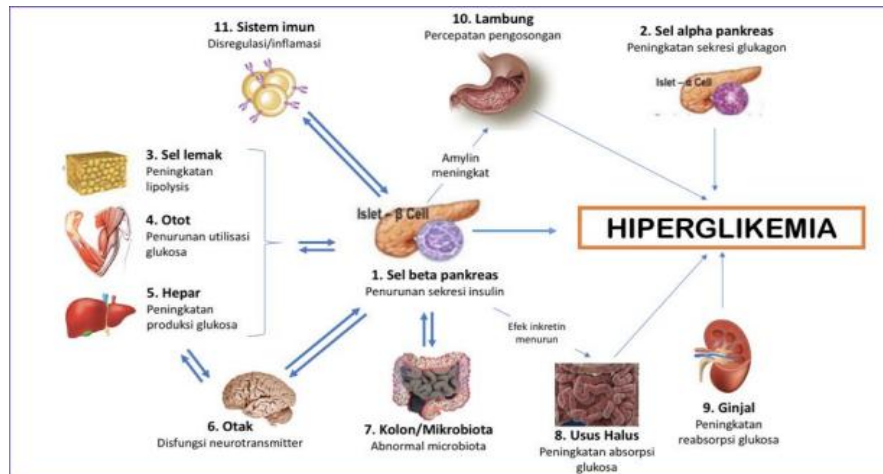 11. Sistem imun
Disregulasi/inflamasi
10. Lambung
Percepatan pengosongan
2. Sel alpha pankreas
Peningkatan sekresi glukagon
Islet – α Cell
3. Sel lemak
Peningkatan
lipolysis
Amylin
meningkat
4. Otot
Penurunan utilisasi
glukosa
Islet – β Cell
HIPERGLIKEMIA
1. Sel beta pankreas
Penurunan sekresi insulin
5. Hepar
Peningkatan
produksi glukosa
Efek inkretin
menurun
6. Otak
Disfungsi neurotransmitter
7. Kolon/Mikrobiota
Abnormal microbiota
8. Usus Halus
Peningkatan absorpsi
glukosa
9. Ginjal
Peningkatan
reabsorpsi glukosa